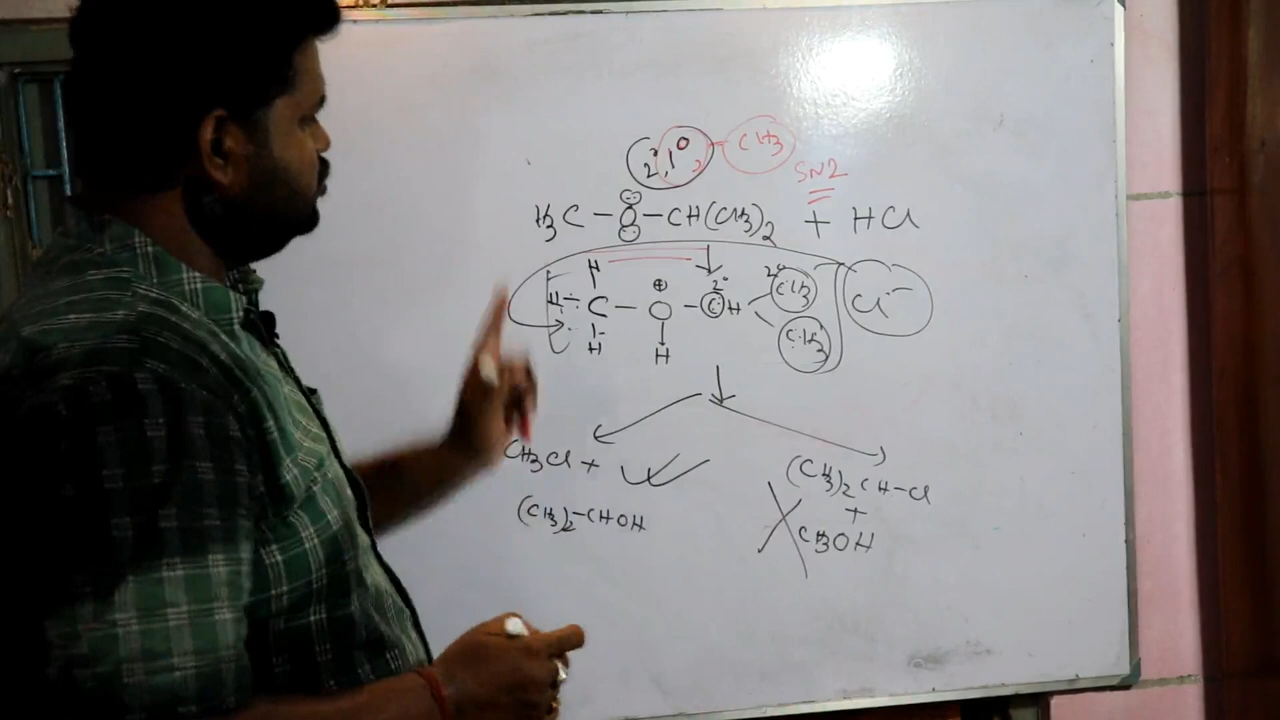 2°, 1°, CH3
SN2
H3C – O – CH(CH3)2 + HCl
H ⊕ 2° 2° CH3
H – C – O – CH Cl⁻
H H CH3
CH3Cl +
(CH3)2 – CHOH
(CH3)2 CH – Cl
+
CH3OH